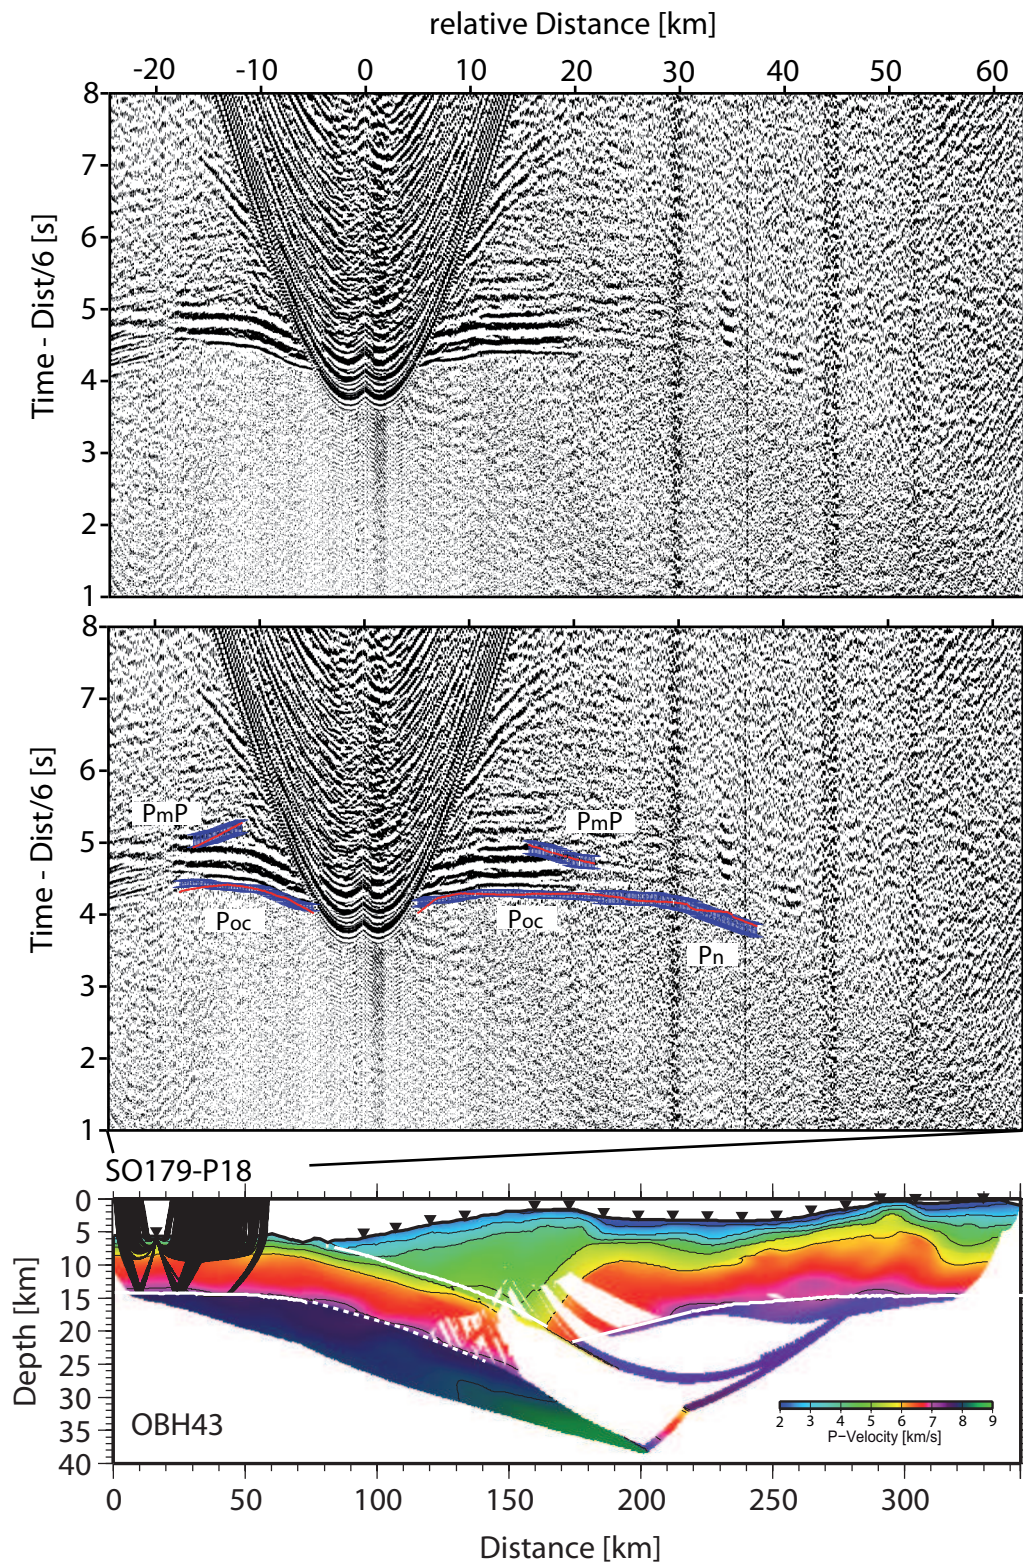 relative Distance [km]
-20 -10 0 10 20 30 40 50 60
8
7
6
5
4
3
2
1
Time - Dist/6 [s]
8
7
6
5
4
3
2
1
Time - Dist/6 [s]
PmP
PmP
Poc
Poc
Pn
SO179-P18
0
5
10
15
20
25
30
35
40
Depth [km]
OBH43
2 3 4 5 6 7 8 9
P-Velocity [km/s]
0 50 100 150 200 250 300
Distance [km]